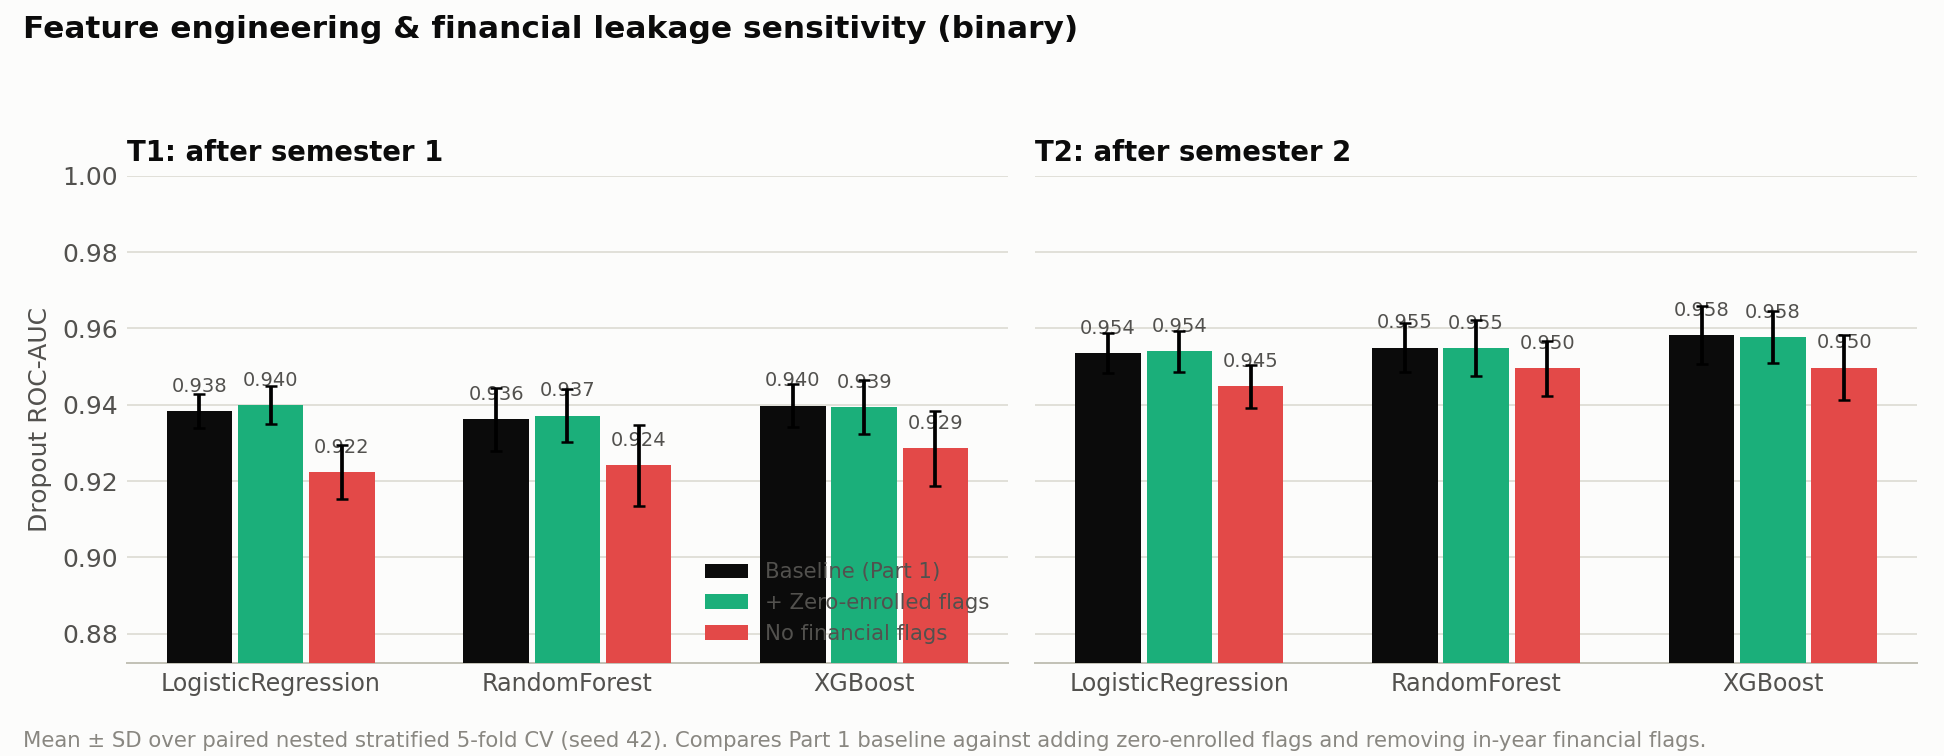 Feature engineering & financial leakage sensitivity (binary)
T1: after semester 1
T2: after semester 2
Dropout ROC-AUC
1.00
0.98
0.96
0.94
0.92
0.90
0.88
0.938
0.940
0.922
0.936
0.937
0.924
0.940
0.939
0.929
0.954
0.954
0.945
0.955
0.955
0.950
0.958
0.958
0.950
Baseline (Part 1)
+ Zero-enrolled flags
No financial flags
LogisticRegression
RandomForest
XGBoost
LogisticRegression
RandomForest
XGBoost
Mean ± SD over paired nested stratified 5-fold CV (seed 42). Compares Part 1 baseline against adding zero-enrolled flags and removing in-year financial flags.